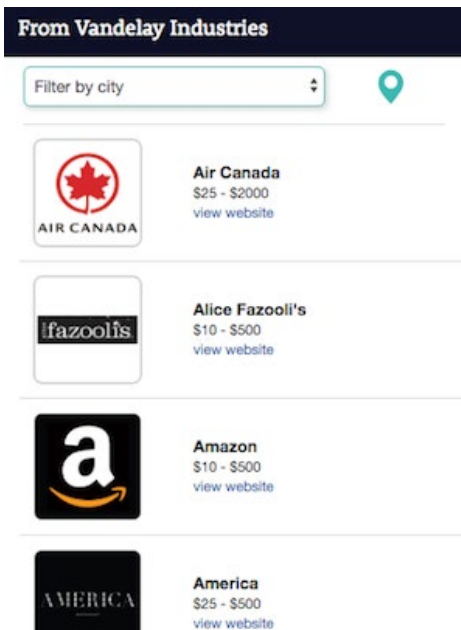 From Vandelay Industries
Filter by city
AIR CANADA
Air Canada
$25 - $2000
view website
fazoolis
Alice Fazooli's
$10 - $500
view website
a
Amazon
$10 - $500
view website
AMERICA
America
$25 - $500
view website